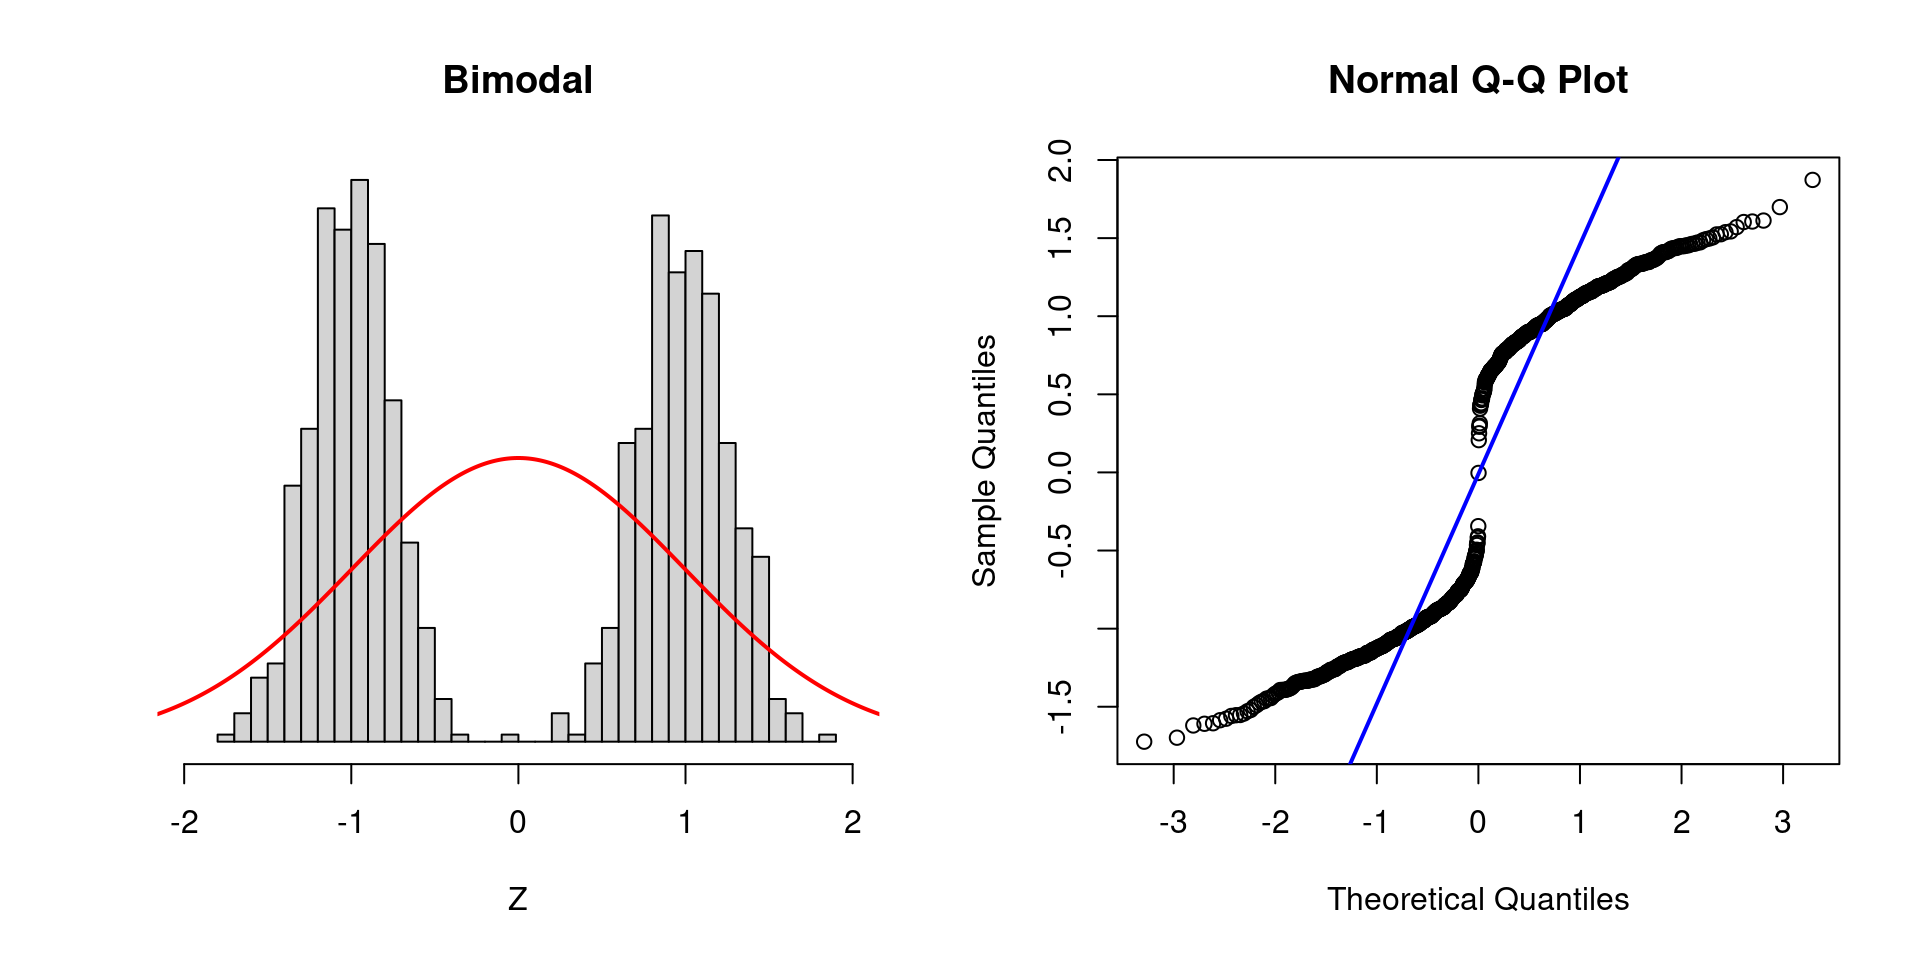 Bimodal
-2 -1 0 1 2
Z
Normal Q-Q Plot
Sample Quantiles
2.0
1.5
1.0
0.5
0.0
-0.5
-1.5
-3 -2 -1 0 1 2 3
Theoretical Quantiles